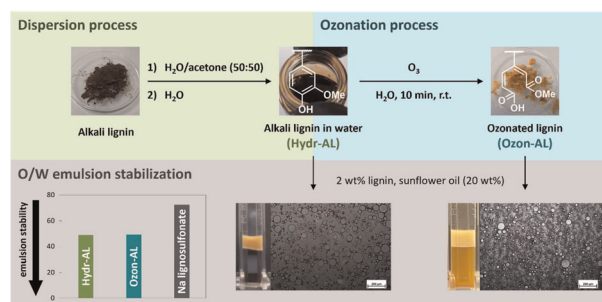 Dispersion process
Ozonation process
1) H₂O/acetone (50:50)
2) H₂O
O₃
H₂O, 10 min, r.t.
OMe
OH
O
O
OMe
O
OH
Alkali lignin
Alkali lignin in water
(Hydr-AL)
Ozonated lignin
(Ozon-AL)
O/W emulsion stabilization
2 wt% lignin, sunflower oil (20 wt%)
emulsion stability
80
60
40
20
0
Hydr-AL
Ozon-AL
Na lignosulfonate